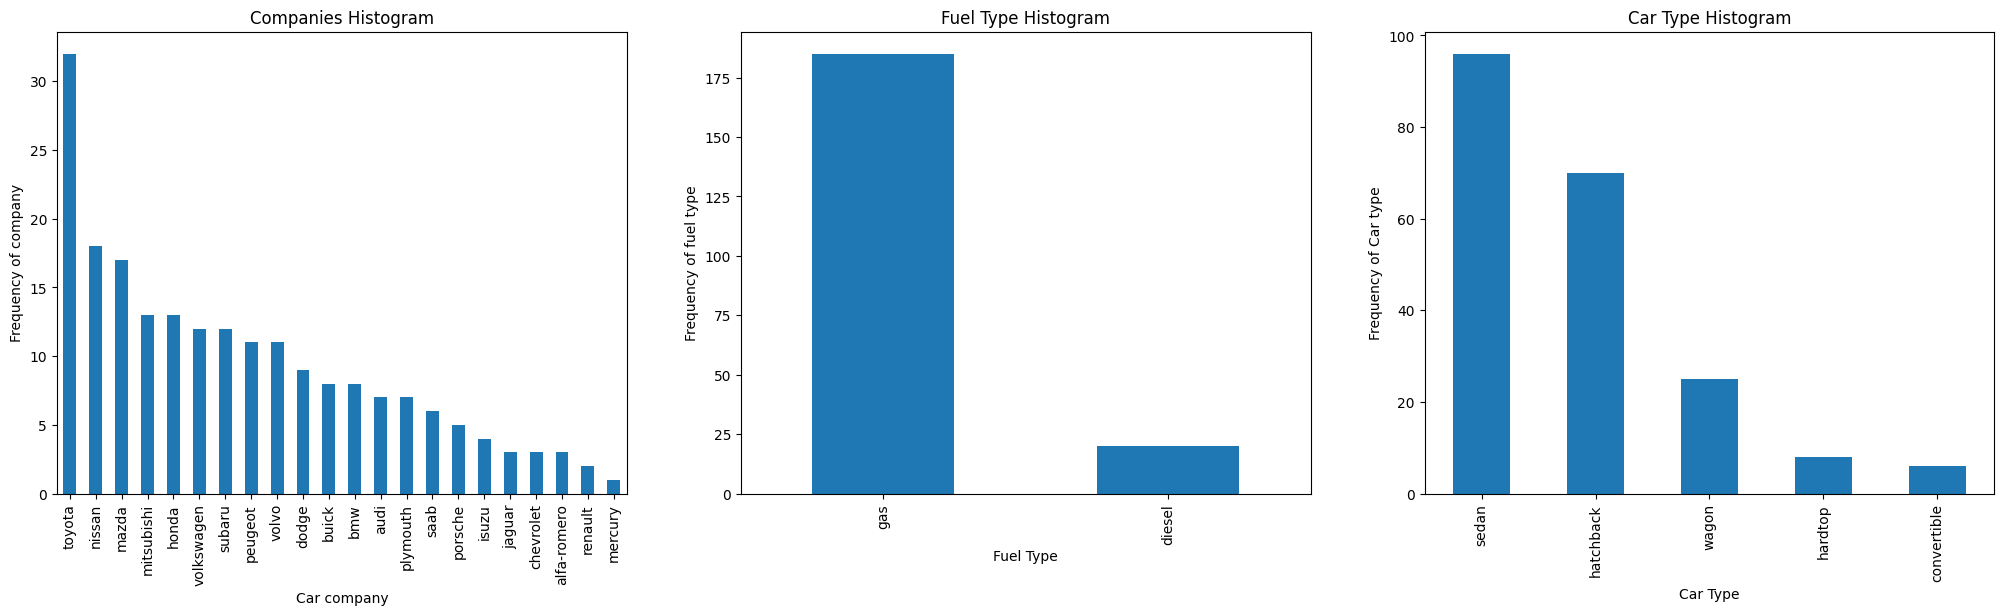 Companies Histogram
Frequency of company
30
25
20
15
10
5
0
toyota
nissan
mazda
mitsubishi
honda
volkswagen
subaru
peugeot
volvo
dodge
buick
bmw
audi
plymouth
saab
porsche
isuzu
jaguar
chevrolet
alfa-romero
renault
mercury
Car company
Fuel Type Histogram
Frequency of fuel type
175
150
125
100
75
50
25
0
gas
diesel
Fuel Type
Car Type Histogram
Frequency of Car type
100
80
60
40
20
0
sedan
hatchback
wagon
hardtop
convertible
Car Type